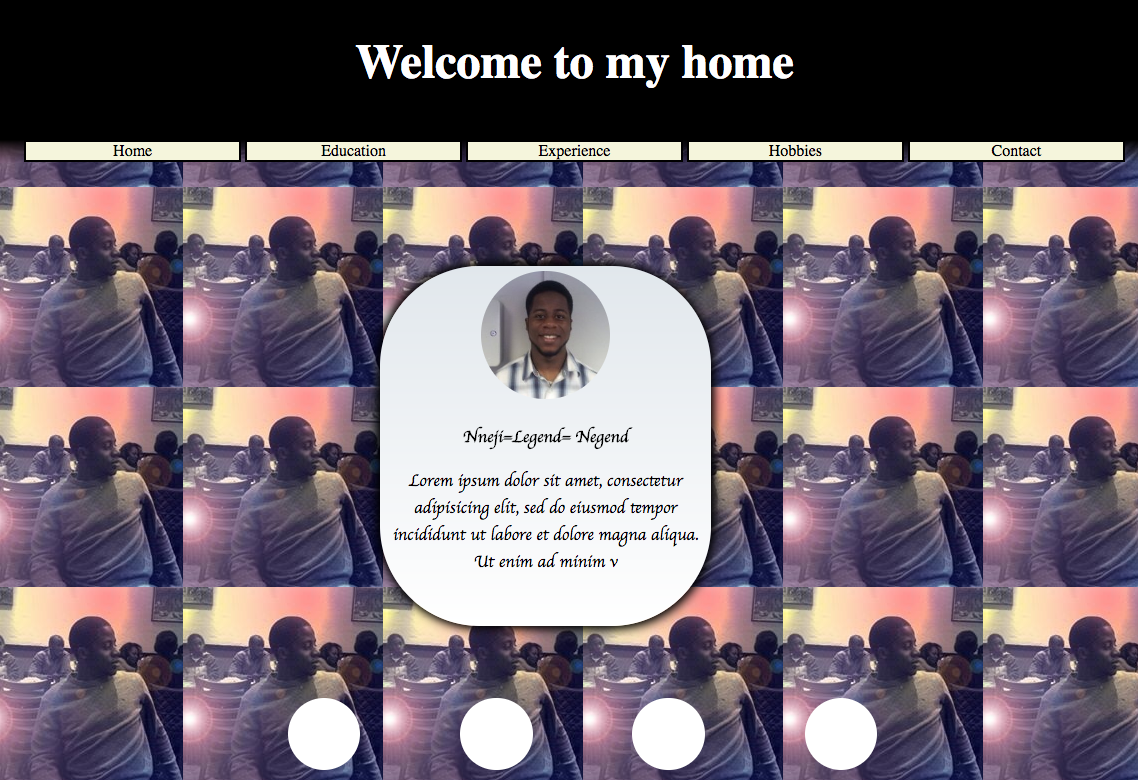 Welcome to my home
Home Education Experience Hobbies Contact
Nneji=Legend= Negend
Lorem ipsum dolor sit amet, consectetur
adipisicing elit, sed do eiusmod tempor
incididunt ut labore et dolore magna aliqua.
Ut enim ad minim v